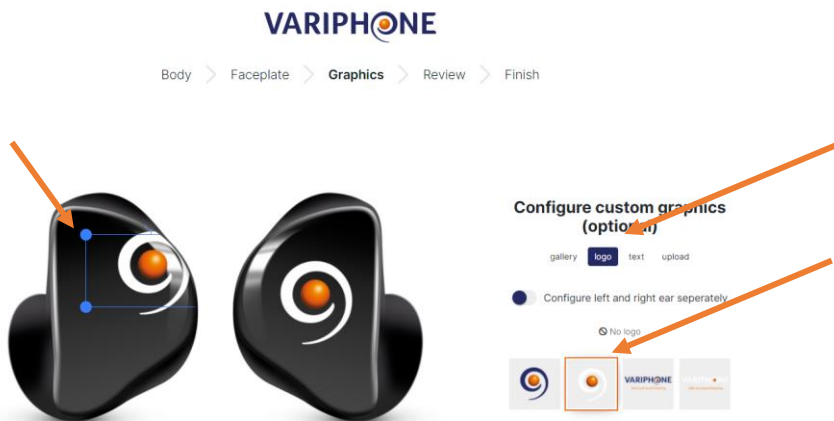 VARIPHONE
Body Faceplate Graphics Review Finish
Configure custom graphics
(optional)
gallery logo text upload
Configure left and right ear seperately
No logo
VARIPHONE VARIPHONE